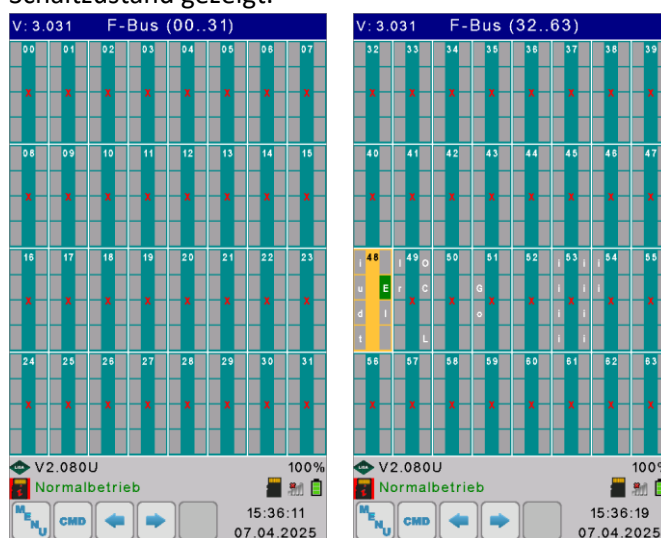 Schaltzustand gezeigt:
V: 3.031 F-Bus (00..31)
00 01 02 03 04 05 06 07
X X X X X X X X
08 09 10 11 12 13 14 15
X X X X X X X X
16 17 18 19 20 21 22 23
X X X X X X X X
24 25 26 27 28 29 30 31
X X X X X X X X
V2.080U 100%
Normalbetrieb
MENU CMD
15:36:11
07.04.2025
V: 3.031 F-Bus (32..63)
32 33 34 35 36 37 38 39
X X X X X X X X
40 41 42 43 44 45 46 47
X X X X X X X X
i 48 I 49 O 50 51 52 i 53 i i 54 55
u E r X C X G X X i X i i X X
d I o i i
t L i i
56 57 58 59 60 61 62 63
X X X X X X X X
V2.080U 100%
Normalbetrieb
MENU CMD
15:36:19
07.04.2025